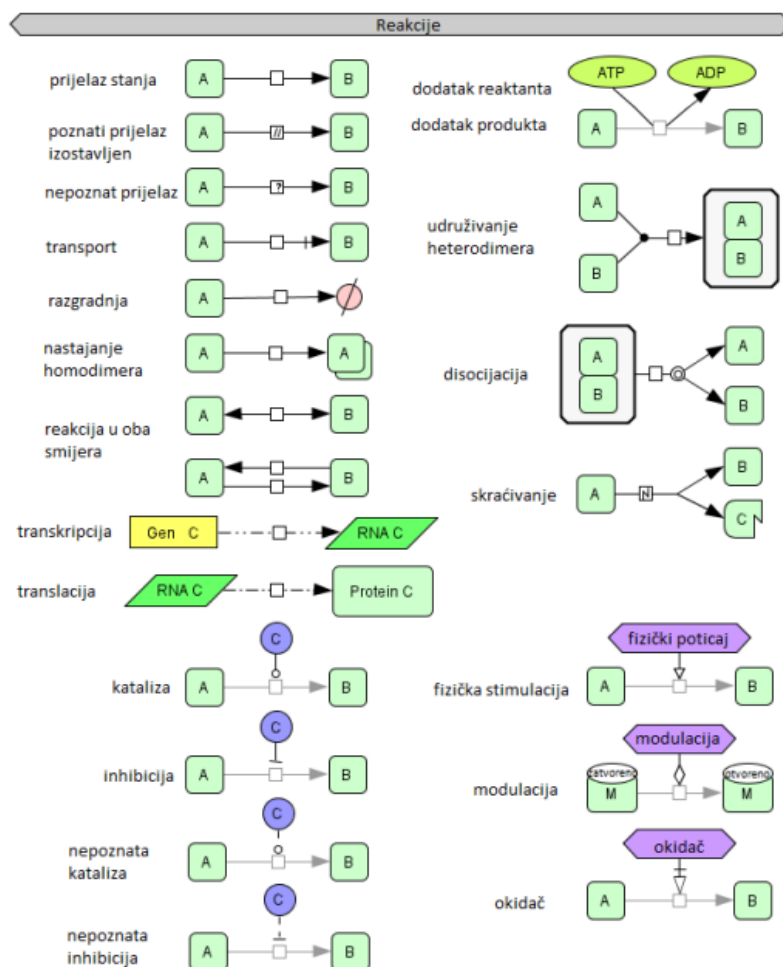 Reakcije
prijelaz stanja
A
B
poznati prijelaz
izostavljen
A
//
B
nepoznat prijelaz
A
?
B
transport
A
B
razgradnja
A
nastajanje
homodimera
A
A
reakcija u oba
smijera
A
B
A
B
transkripcija
Gen C
RNA C
translacija
RNA C
Protein C
kataliza
C
A
B
inhibicija
C
A
B
nepoznata
kataliza
C
A
B
nepoznata
inhibicija
C
A
B
dodatak reaktanta
dodatak produkta
ATP
ADP
A
B
udruživanje
heterodimera
A
B
A
B
disocijacija
A
B
A
B
skraćivanje
A
N
B
C
fizička stimulacija
fizički poticaj
A
B
modulacija
modulacija
zatvoreno
M
otvoreno
M
okidač
okidač
A
B